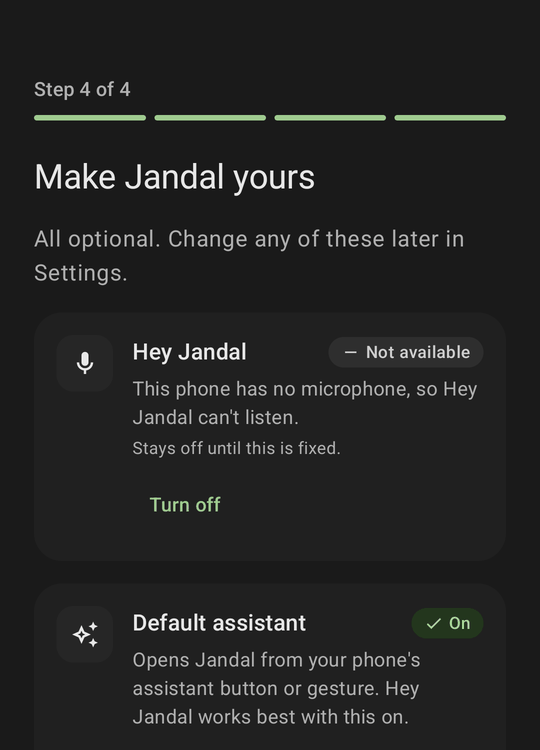 Step 4 of 4
Make Jandal yours
All optional. Change any of these later in
Settings.
Hey Jandal
Not available
This phone has no microphone, so Hey
Jandal can't listen.
Stays off until this is fixed.
Turn off
Default assistant
On
Opens Jandal from your phone's
assistant button or gesture. Hey
Jandal works best with this on.